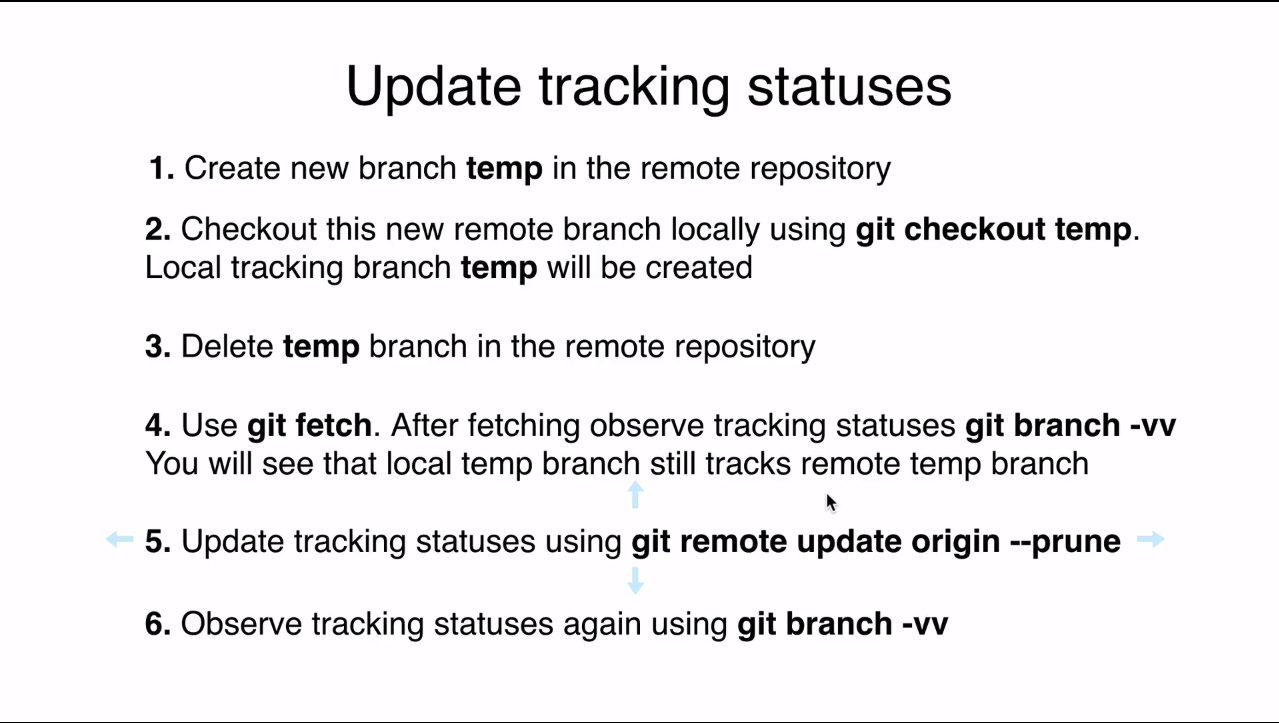 Update tracking statuses
1. Create new branch temp in the remote repository
2. Checkout this new remote branch locally using git checkout temp.
Local tracking branch temp will be created
3. Delete temp branch in the remote repository
4. Use git fetch. After fetching observe tracking statuses git branch -vv
You will see that local temp branch still tracks remote temp branch
5. Update tracking statuses using git remote update origin --prune
6. Observe tracking statuses again using git branch -vv